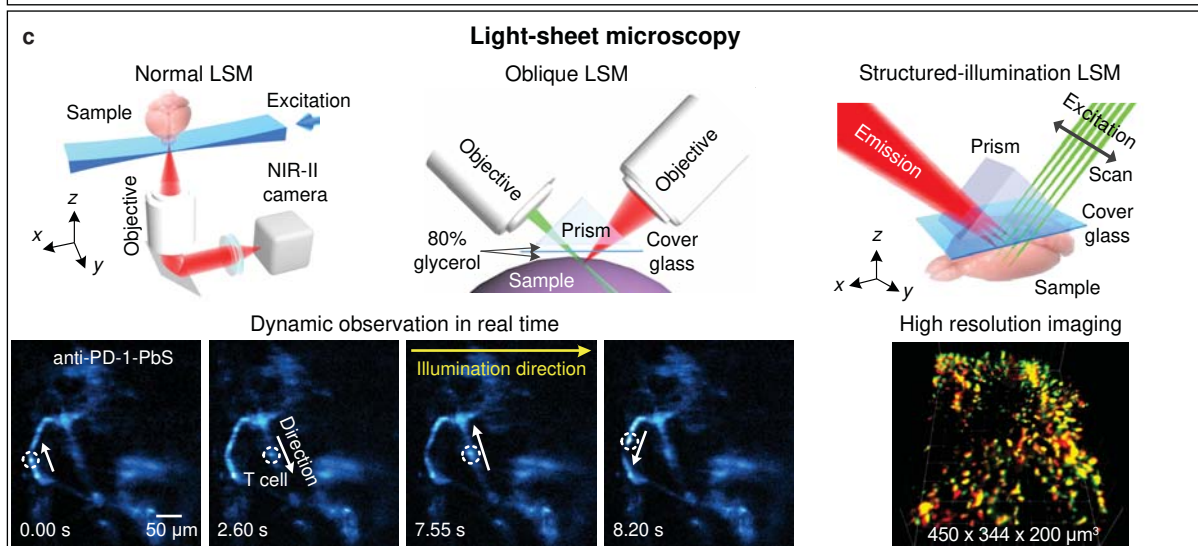 c
Light-sheet microscopy
Normal LSM
Sample
Excitation
Objective
NIR-II
camera
z
x
y
Oblique LSM
Objective
Objective
Prism
80%
glycerol
Cover
glass
Sample
Structured-illumination LSM
Excitation
Scan
Emission
Prism
Cover
glass
z
x
y
Sample
Dynamic observation in real time
anti-PD-1-PbS
0.00 s
50 µm
Direction
T cell
2.60 s
Illumination direction
7.55 s
8.20 s
High resolution imaging
450 x 344 x 200 µm³